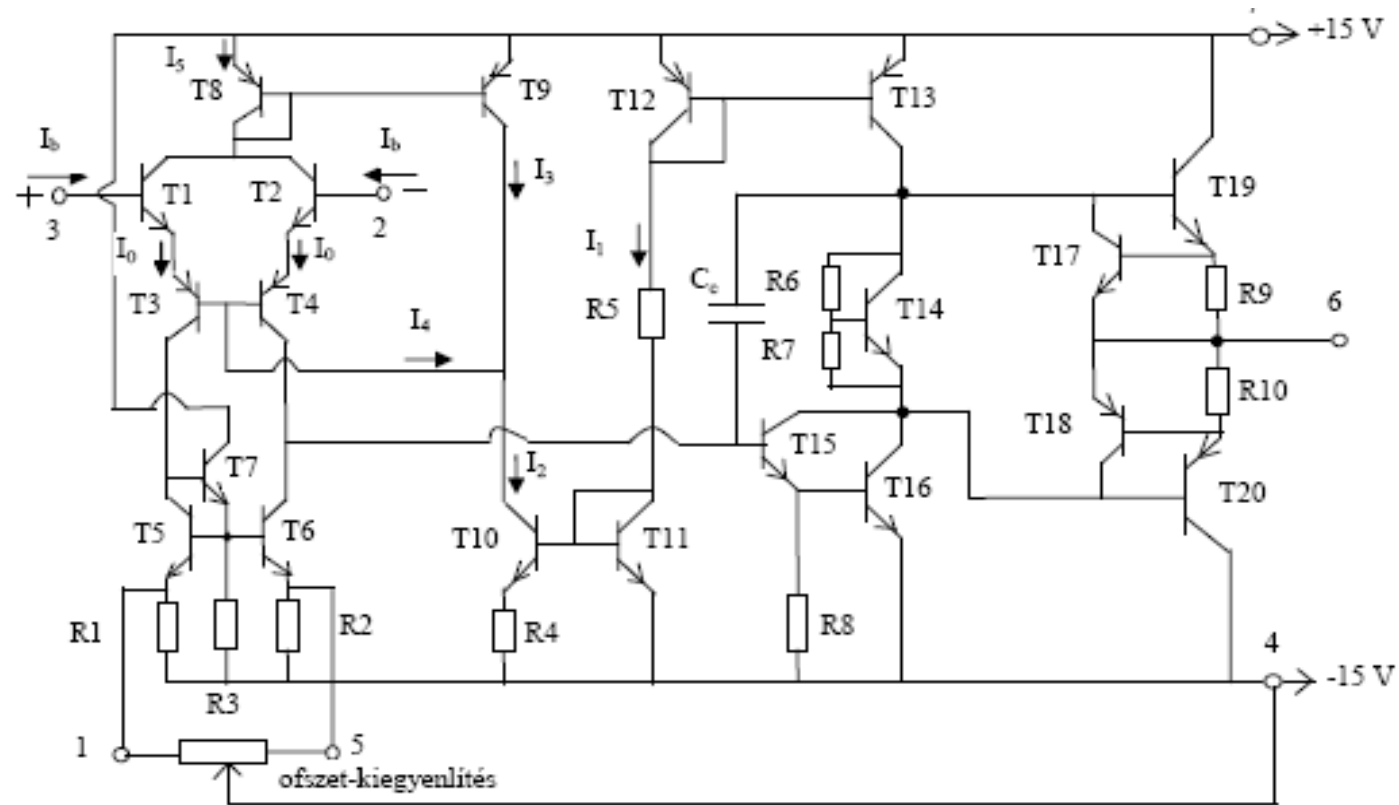 +15 V
I5
T8
T9
T12
T13
Ib
Ib
+
T1
T2
−
I3
T19
3
2
I0
I0
I1
T17
T3
T4
Cc
R6
R9
R5
T14
6
I4
R7
R10
T18
T15
T7
I2
T16
T20
T5
T6
T10
T11
R1
R2
R4
R8
4
-15 V
R3
1
5
ofszet-kiegyenlítés